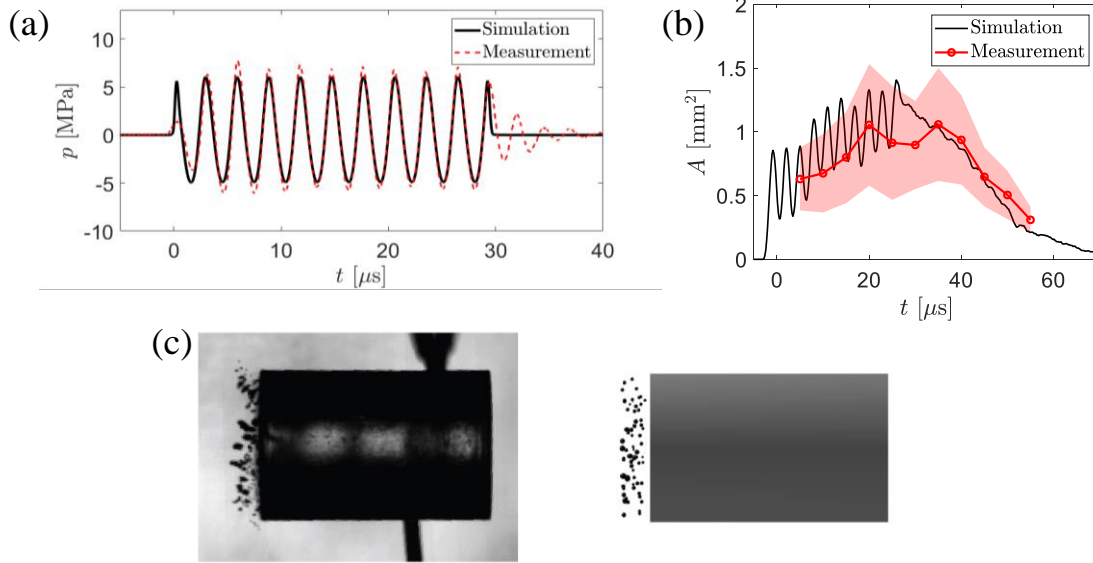 (a)
10
5
0
-5
-10
p [MPa]
0
10
20
30
40
t [μs]
Simulation
Measurement
(b)
2
1.5
1
0.5
0
A [mm²]
0
20
40
60
t [μs]
Simulation
Measurement
(c)